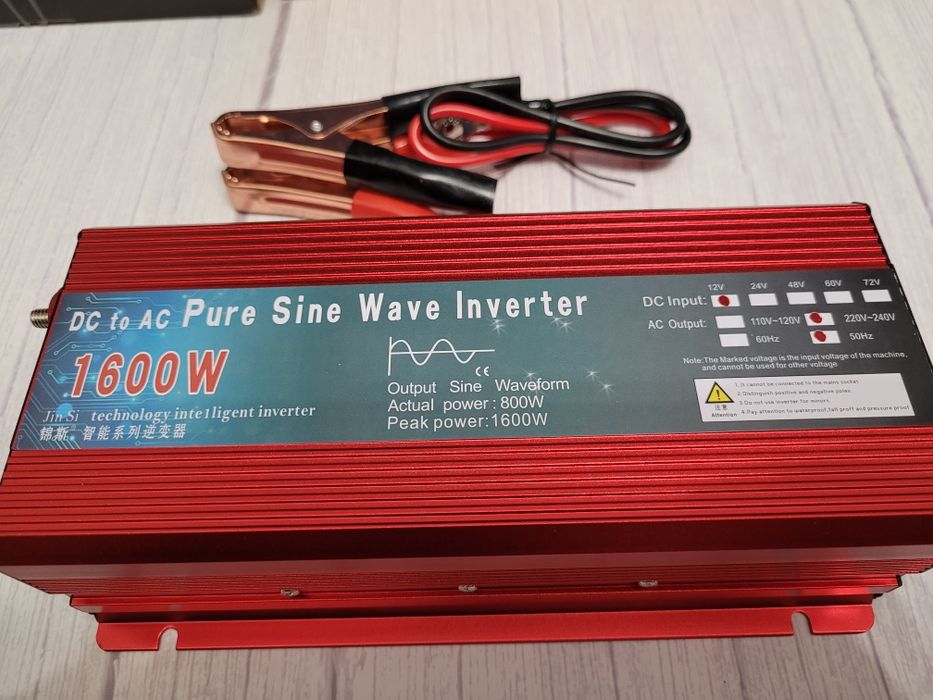 DC to AC Pure Sine Wave Inverter
1600W
Jin Si technology inte1ligent inverter
锦斯® 智能系列逆变器
CE
Output Sine Waveform
Actual power:800W
Peak power:1600W
12V 24V 48V 60V 72V
DC Input:
AC Output: 110V~120V 220V~240V
60Hz 50Hz
Note:The Marked voltage is the input voltage of the machine,
and cannot be used for other voltage
注意
Attention
1.It cannot be connected to the mains socket
2.Distinguish positive and negative poles
3.Do not use inverter for minors
4.Pay attention to waterproof,fall proff and pressure proof